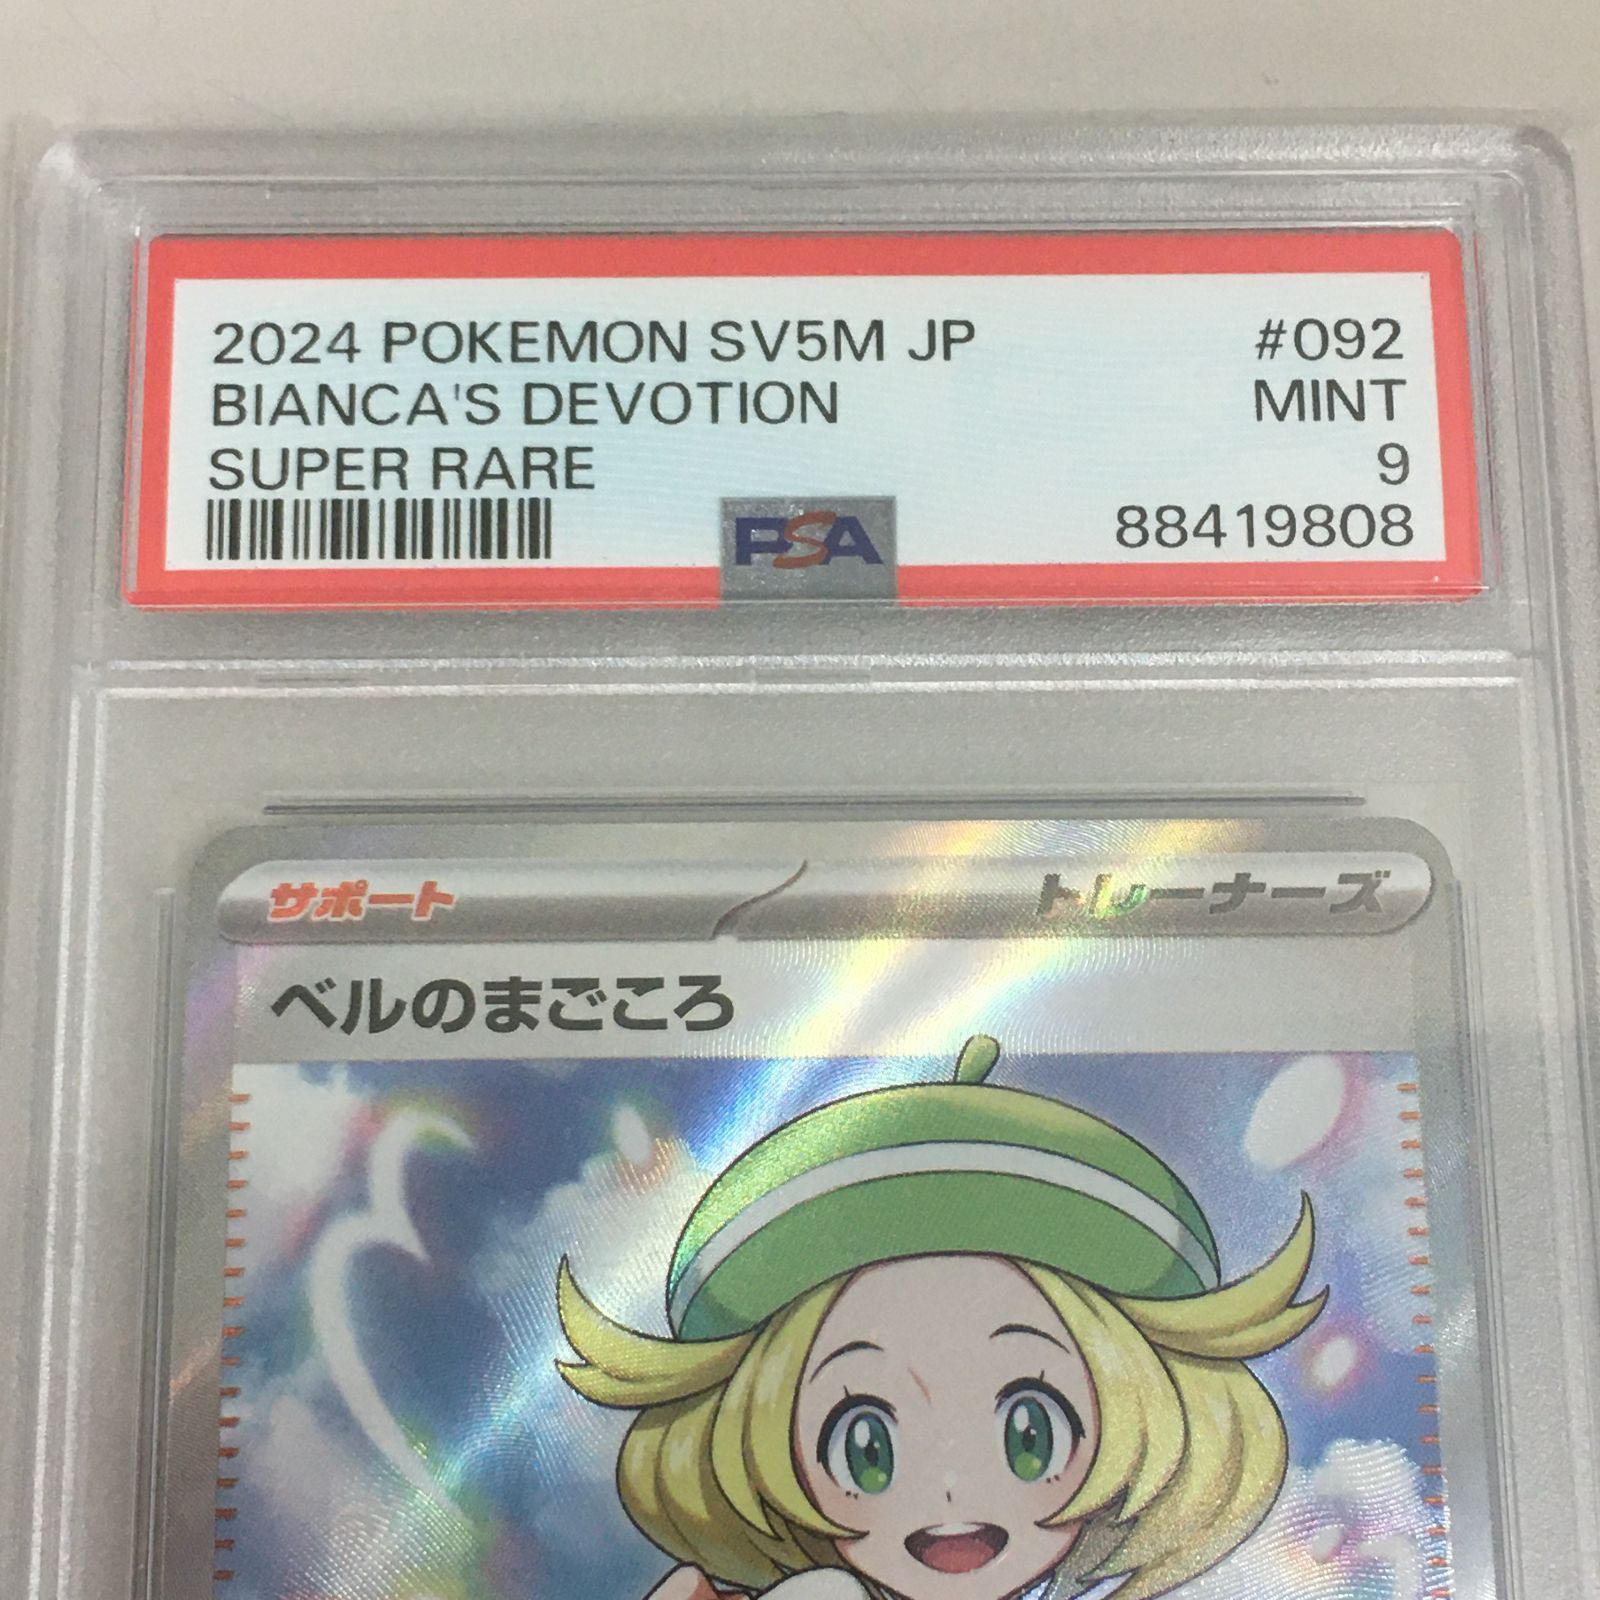 2024 POKEMON SV5M JP #092
BIANCA'S DEVOTION MINT
SUPER RARE 9
PSA 88419808
サポート トレーナーズ
ベルのまごころ